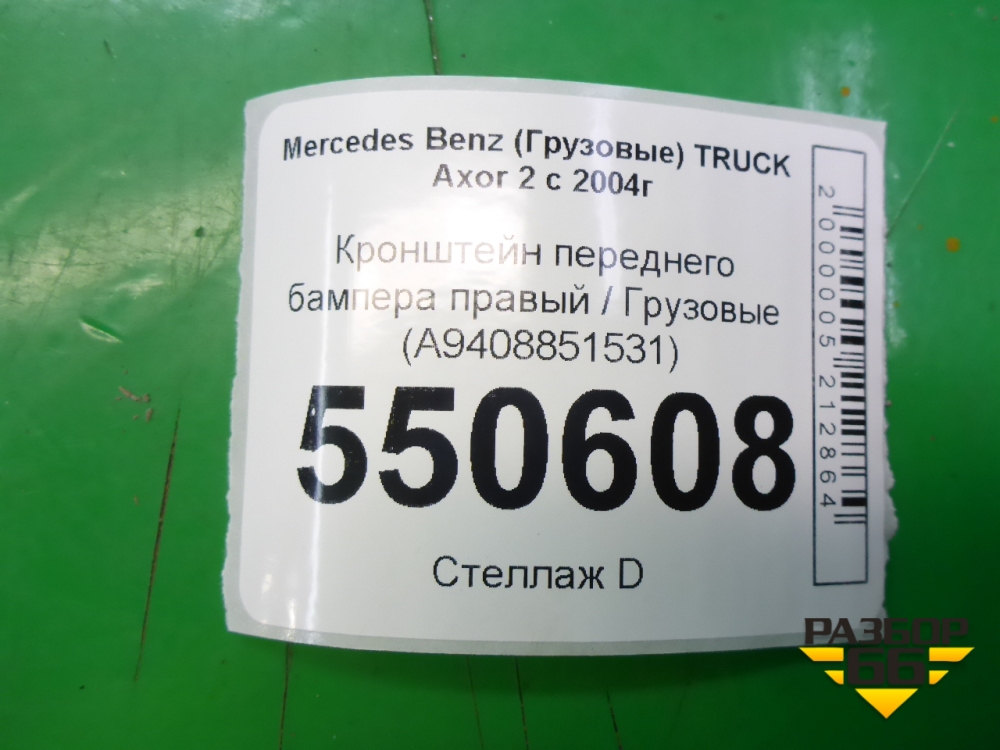 Mercedes Benz (Грузовые) TRUCK
Axor 2 с 2004г
Кронштейн переднего
бампера правый / Грузовые
(A9408851531)
550608
Стеллаж D
2000005212864
РАЗБОР
66